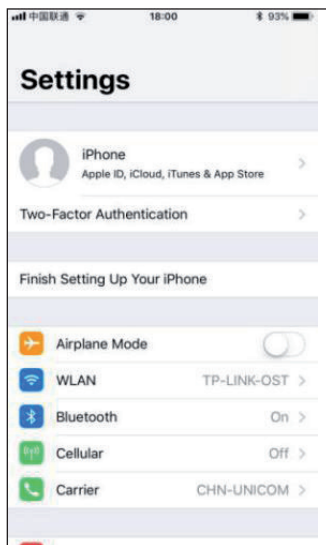 中国联通 18:00 93%
Settings
iPhone
Apple ID, iCloud, iTunes & App Store
Two-Factor Authentication
Finish Setting Up Your iPhone
Airplane Mode
WLAN TP-LINK-OST
Bluetooth On
Cellular Off
Carrier CHN-UNICOM